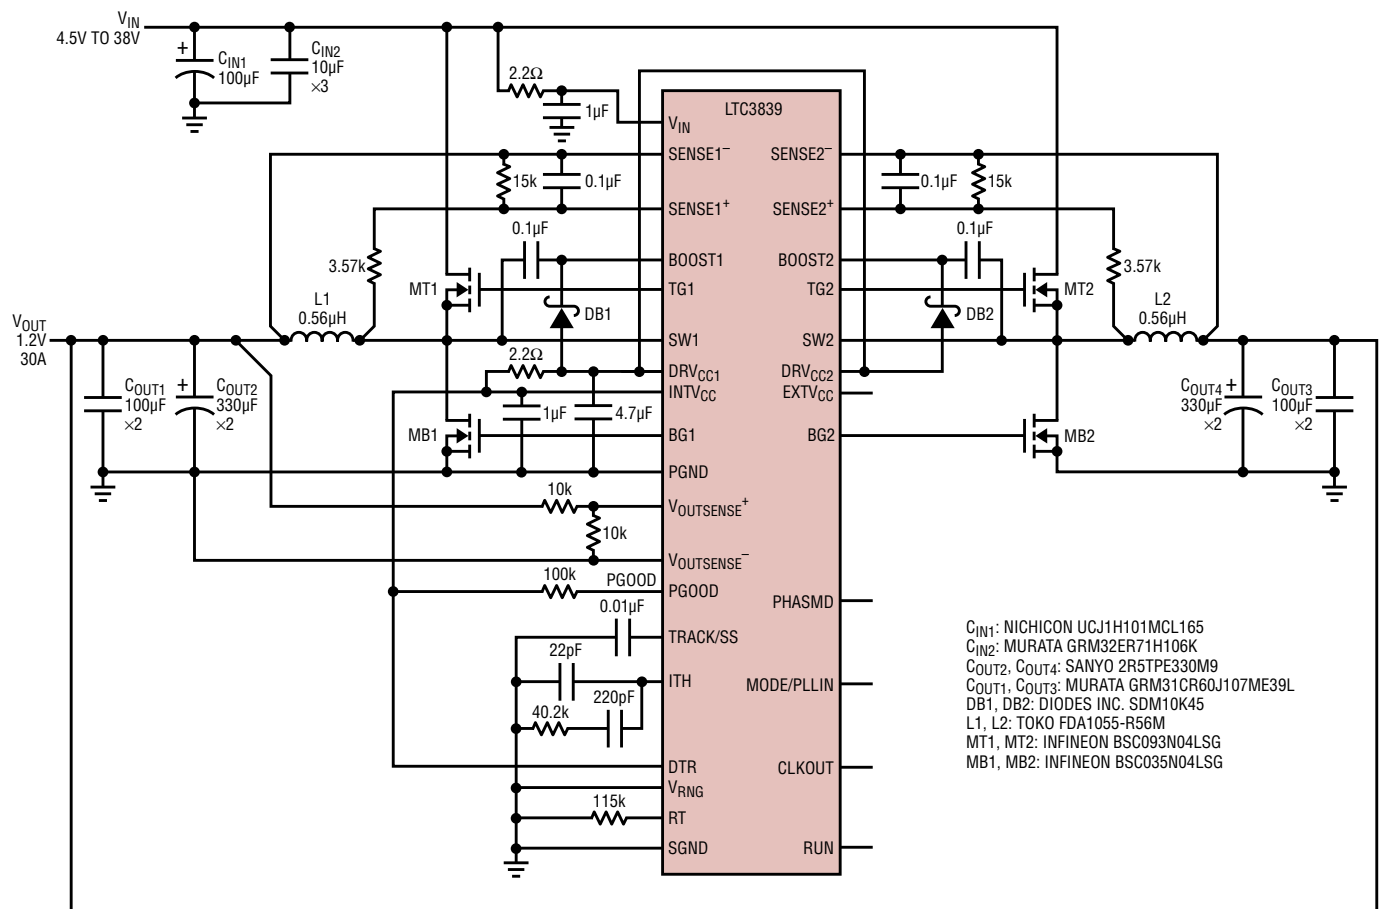 VIN
4.5V TO 38V
CIN1
100µF
CIN2
10µF
×3
2.2Ω
1µF
LTC3839
VIN
SENSE1–
SENSE2–
15k
0.1µF
0.1µF
15k
SENSE1+
SENSE2+
0.1µF
0.1µF
3.57k
BOOST1
BOOST2
3.57k
MT1
TG1
TG2
MT2
L1
0.56µH
DB1
DB2
L2
0.56µH
VOUT
1.2V
30A
SW1
SW2
2.2Ω
DRVCC1
DRVCC2
INTVCC
EXTVCC
COUT1
100µF
×2
COUT2
330µF
×2
1µF
4.7µF
COUT4
330µF
×2
COUT3
100µF
×2
MB1
BG1
BG2
MB2
PGND
10k
VOUTSENSE+
10k
VOUTSENSE–
100k
PGOOD
PGOOD
PHASMD
0.01µF
TRACK/SS
22pF
ITH
MODE/PLLIN
220pF
40.2k
DTR
CLKOUT
VRNG
115k
RT
SGND
RUN
CIN1: NICHICON UCJ1H101MCL165
CIN2: MURATA GRM32ER71H106K
COUT2, COUT4: SANYO 2R5TPE330M9
COUT1, COUT3: MURATA GRM31CR60J107ME39L
DB1, DB2: DIODES INC. SDM10K45
L1, L2: TOKO FDA1055-R56M
MT1, MT2: INFINEON BSC093N04LSG
MB1, MB2: INFINEON BSC035N04LSG